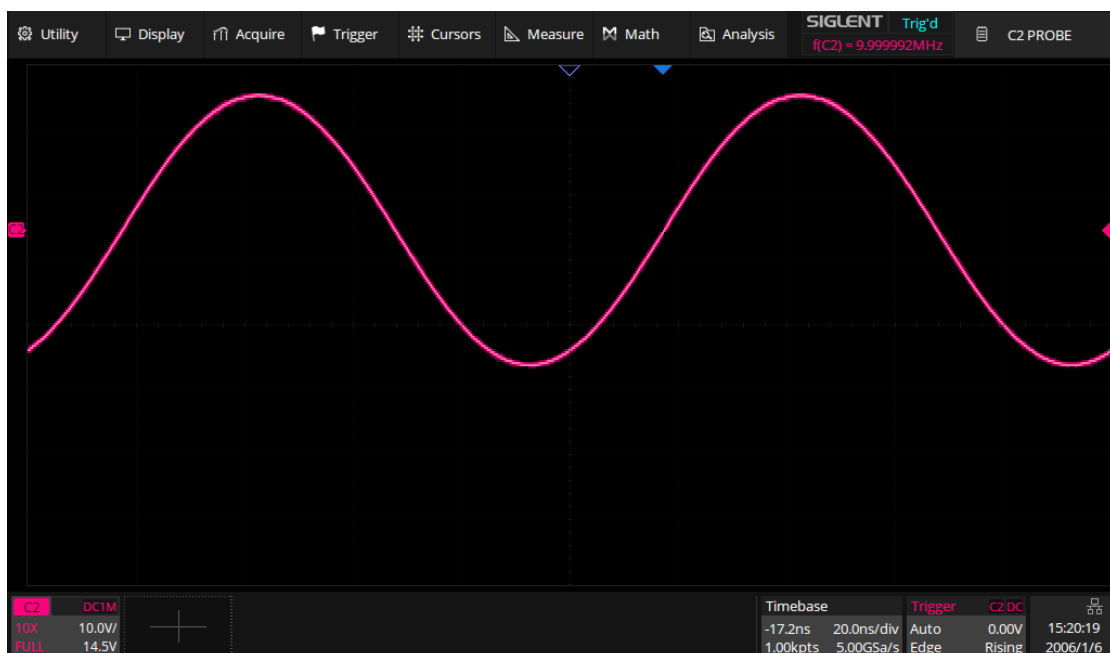 Utility Display Acquire Trigger Cursors Measure Math Analysis SIGLENT Trig'd C2 PROBE
f(C2) = 9.999992MHz
C2
C2 DC1M Timebase Trigger C2 DC
10X 10.0V/ -17.2ns 20.0ns/div Auto 0.00V 15:20:19
FULL 14.5V 1.00kpts 5.00GSa/s Edge Rising 2006/1/6